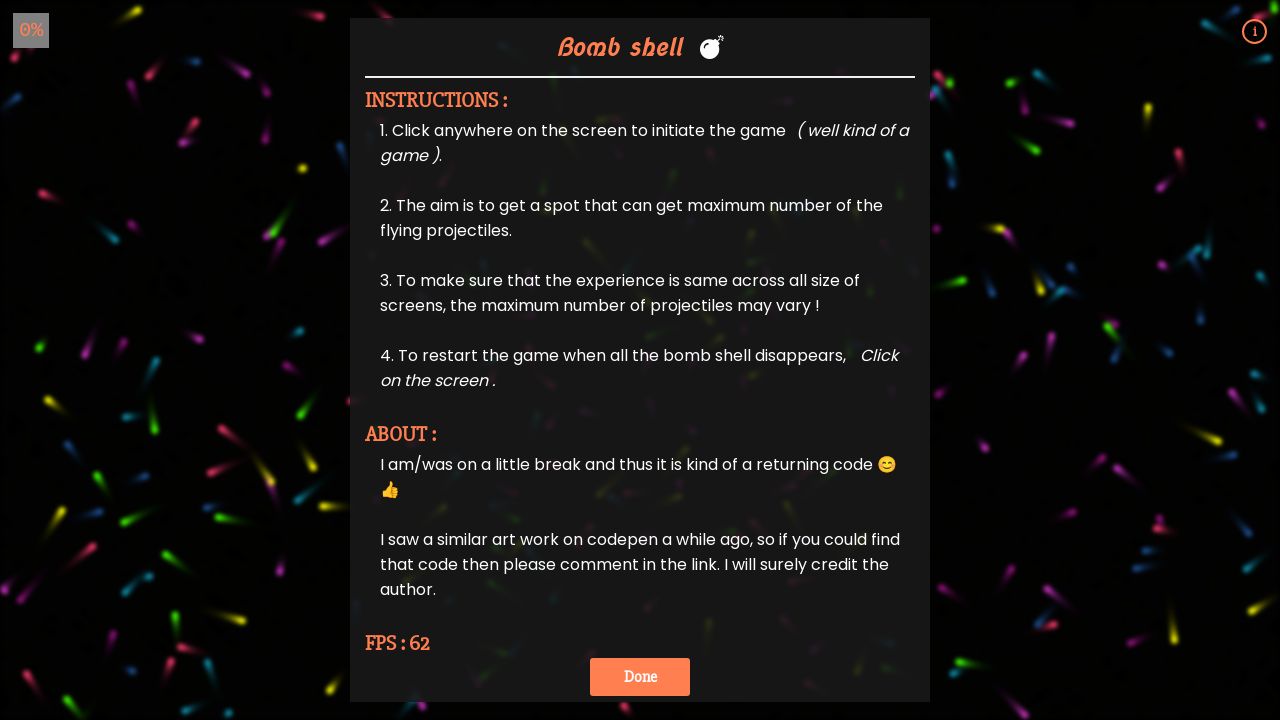 0%
i
Bomb shell 💣
INSTRUCTIONS :
1. Click anywhere on the screen to initiate the game ( well kind of a
game ).
2. The aim is to get a spot that can get maximum number of the
flying projectiles.
3. To make sure that the experience is same across all size of
screens, the maximum number of projectiles may vary !
4. To restart the game when all the bomb shell disappears, Click
on the screen .
ABOUT :
I am/was on a little break and thus it is kind of a returning code 😊
👍
I saw a similar art work on codepen a while ago, so if you could find
that code then please comment in the link. I will surely credit the
author.
FPS : 62
Done